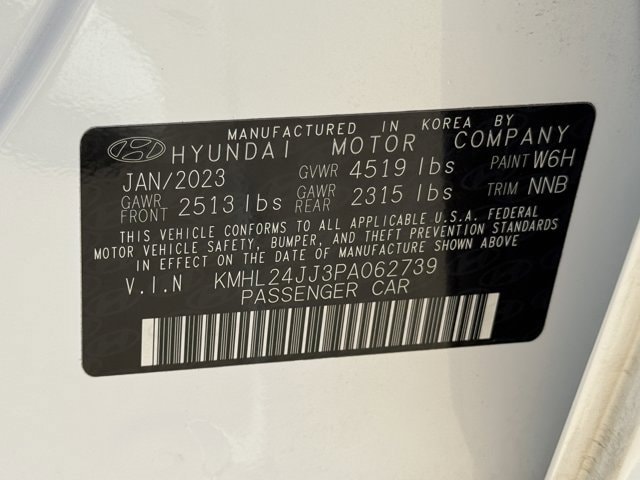 MANUFACTURED IN KOREA BY
HYUNDAI MOTOR COMPANY
JAN/2023 GVWR 4519 lbs PAINT W6H
GAWR FRONT 2513 lbs GAWR REAR 2315 lbs TRIM NNB
THIS VEHICLE CONFORMS TO ALL APPLICABLE U.S.A. FEDERAL
MOTOR VEHICLE SAFETY, BUMPER, AND THEFT PREVENTION STANDARDS
IN EFFECT ON THE DATE OF MANUFACTURE SHOWN ABOVE
V.I.N KMHL24JJ3PA062739
PASSENGER CAR